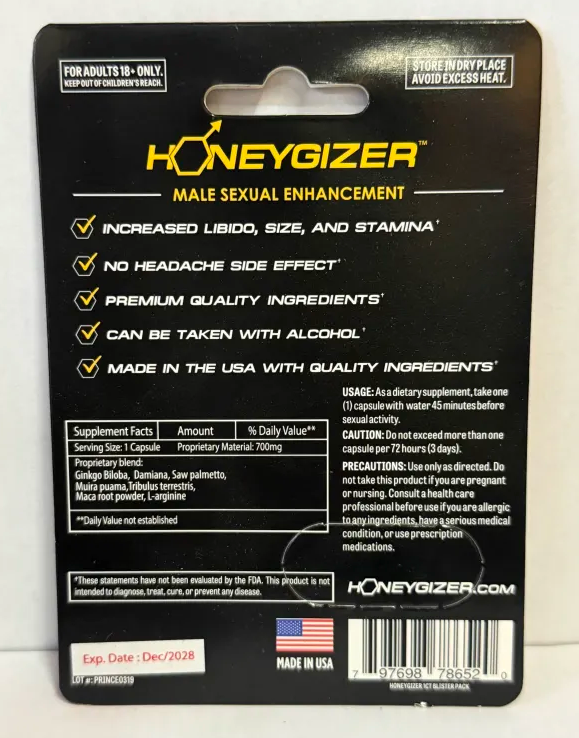 FOR ADULTS 18+ ONLY.
KEEP OUT OF CHILDREN'S REACH.
STORE IN DRY PLACE
AVOID EXCESS HEAT.
HONEYGIZER™
MALE SEXUAL ENHANCEMENT
INCREASED LIBIDO, SIZE, AND STAMINA†
NO HEADACHE SIDE EFFECT†
PREMIUM QUALITY INGREDIENTS†
CAN BE TAKEN WITH ALCOHOL†
MADE IN THE USA WITH QUALITY INGREDIENTS†
Supplement Facts Amount % Daily Value**
Serving Size: 1 Capsule Proprietary Material: 700mg
Proprietary blend:
Ginkgo Biloba, Damiana, Saw palmetto,
Muira puama,Tribulus terrestris,
Maca root powder, L-arginine
**Daily Value not established
USAGE: As a dietary supplement, take one
(1) capsule with water 45 minutes before
sexual activity.
CAUTION: Do not exceed more than one
capsule per 72 hours (3 days).
PRECAUTIONS: Use only as directed. Do
not take this product if you are pregnant
or nursing. Consult a health care
professional before use if you are allergic
to any ingredients, have a serious medical
condition, or use prescription
medications.
†These statements have not been evaluated by the FDA. This product is not
intended to diagnose, treat, cure, or prevent any disease.
HONEYGIZER.COM
Exp. Date : Dec/2028
LOT #: PRINCE0319
MADE IN USA
7 97698 78652 0
HONEYGIZER 1CT BLISTER PACK